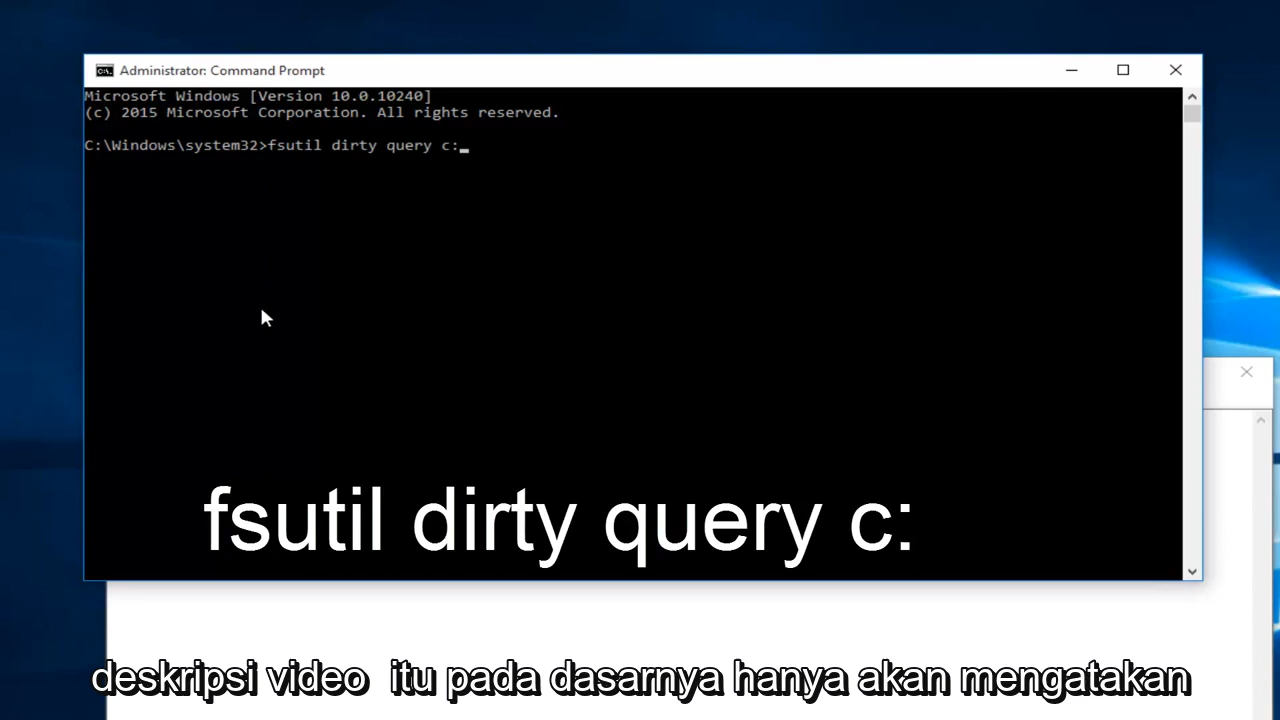 Administrator: Command Prompt
Microsoft Windows [Version 10.0.10240]
(c) 2015 Microsoft Corporation. All rights reserved.
C:\Windows\system32>fsutil dirty query c:
fsutil dirty query c:
deskripsi video  itu pada dasarnya hanya akan mengatakan